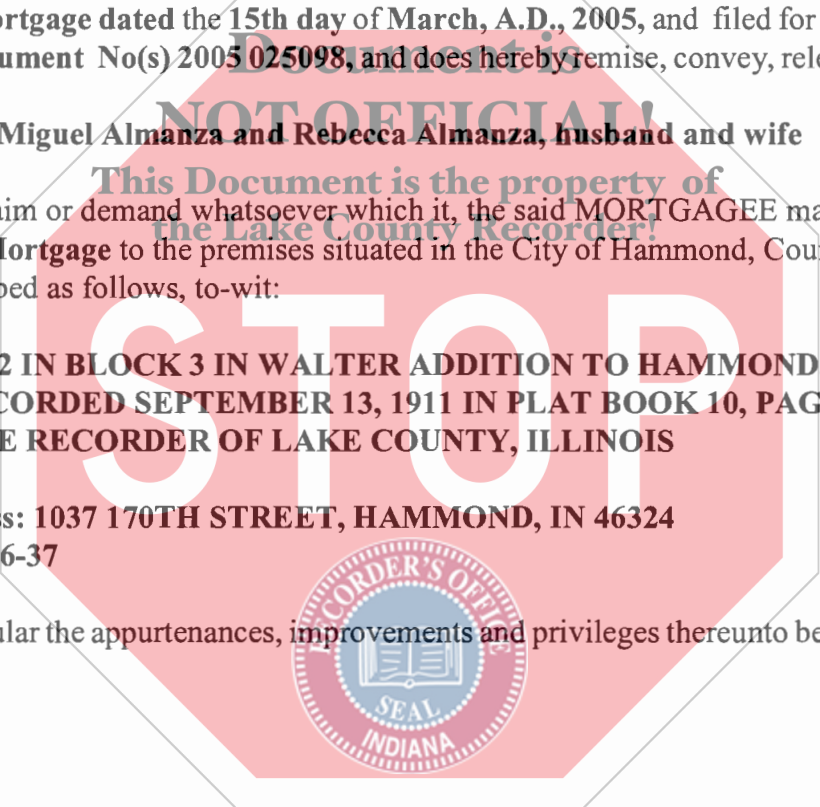 ortgage dated the 15th day of March, A.D., 2005, and filed for
ument No(s) 2005 025098, and does hereby remise, convey, rele
Document is
NOT OFFICIAL!
Miguel Almanza and Rebecca Almanza, husband and wife
This Document is the property of
the Lake County Recorder!
aim or demand whatsoever which it, the said MORTGAGEE ma
Mortgage to the premises situated in the City of Hammond, Cou
bed as follows, to-wit:
STOP
2 IN BLOCK 3 IN WALTER ADDITION TO HAMMOND
CORDED SEPTEMBER 13, 1911 IN PLAT BOOK 10, PAG
E RECORDER OF LAKE COUNTY, ILLINOIS
ss: 1037 170TH STREET, HAMMOND, IN 46324
6-37
ular the appurtenances, improvements and privileges thereunto be
RECORDER'S OFFICE
SEAL
INDIANA